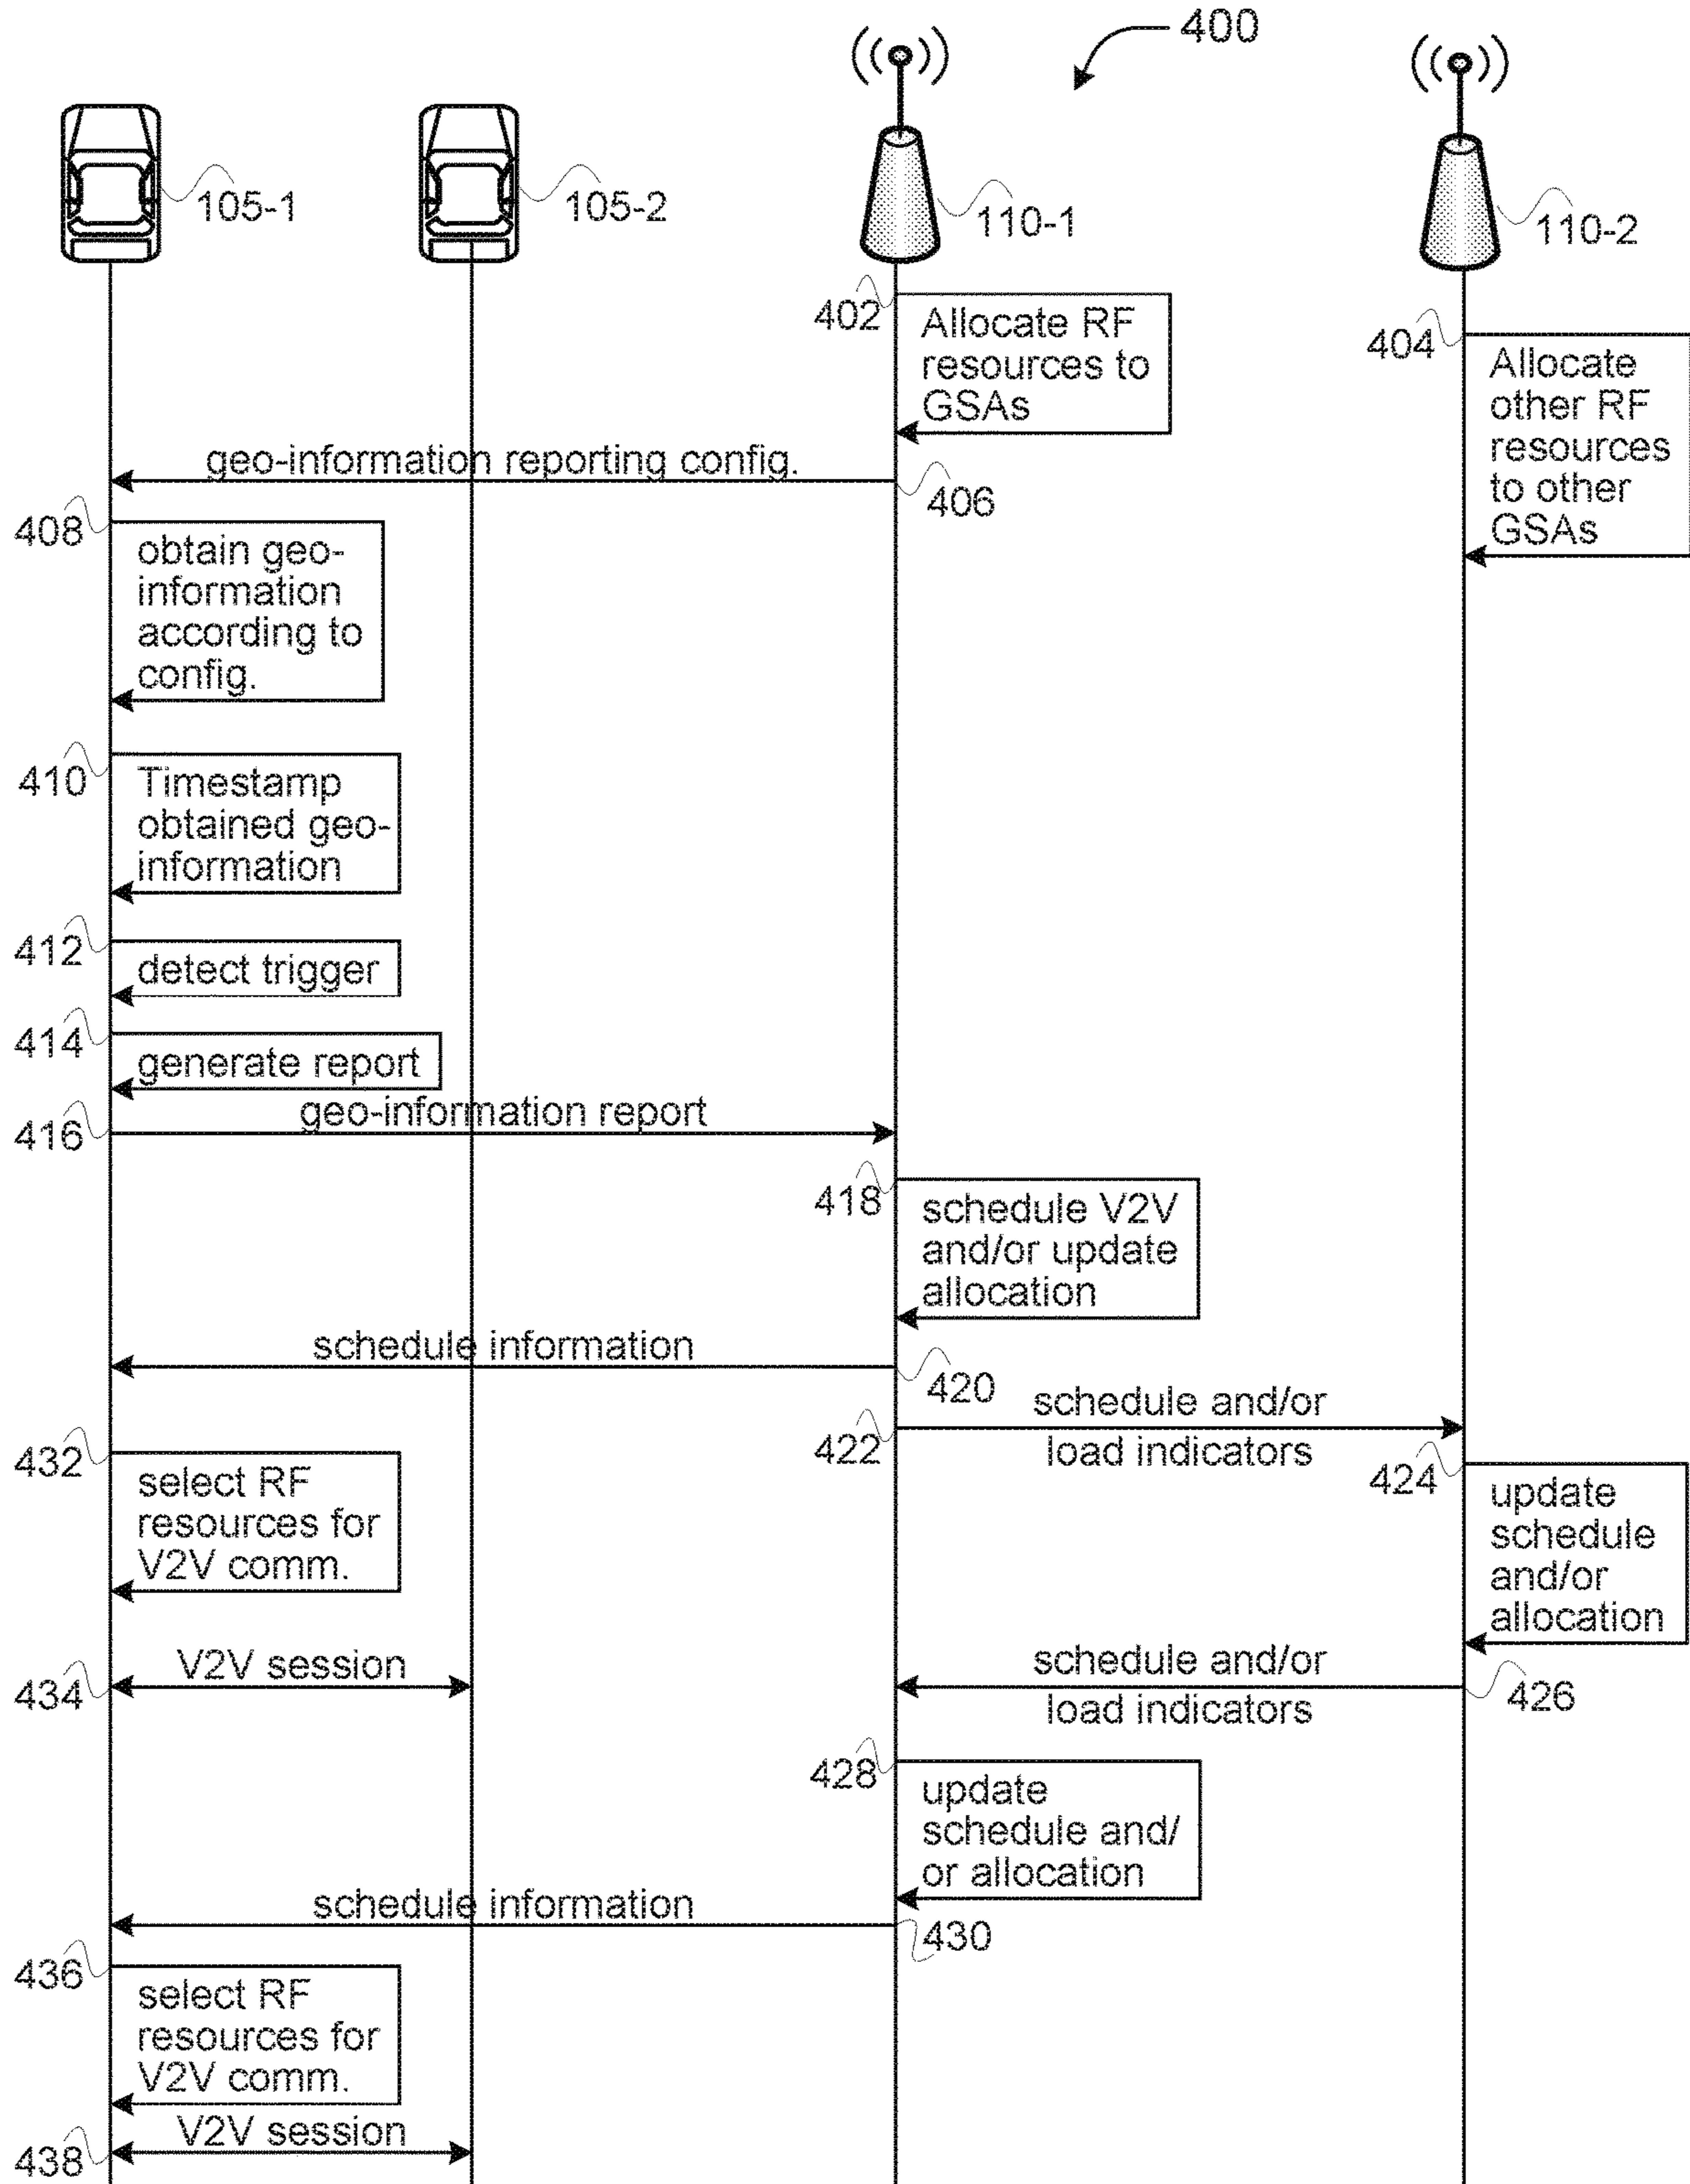 400
105-1
105-2
110-1
110-2
402
Allocate RF
resources to
GSAs
404
Allocate
other RF
resources
to other
GSAs
geo-information reporting config.
406
408
obtain geo-
information
according to
config.
410
Timestamp
obtained geo-
information
412
detect trigger
414
generate report
416
geo-information report
418
schedule V2V
and/or update
allocation
schedule information
420
422
schedule and/or
load indicators
424
update
schedule
and/or
allocation
432
select RF
resources for
V2V comm.
434
V2V session
schedule and/or
load indicators
426
428
update
schedule and/
or allocation
schedule information
430
436
select RF
resources for
V2V comm.
438
V2V session